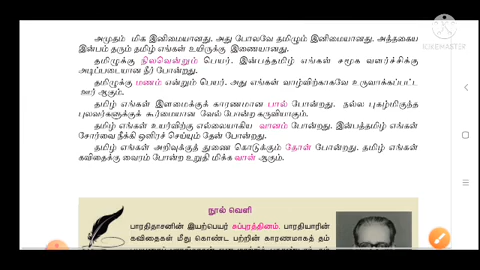 அமுதம் மிக இனிமையானது. அது போலவே தமிழும் இனிமையானது. அத்தகைய
இன்பம் தரும் தமிழ் எங்கள் உயிருக்கு இணையானது.
தமிழுக்கு நிலவென்றும் பெயர். இன்பத்தமிழ் எங்கள் சமூக வளர்ச்சிக்கு
அடிப்படையான நீர் போன்றது.
தமிழுக்கு மணம் என்றும் பெயர். அது எங்கள் வாழ்விற்காகவே உருவாக்கப்பட்ட
ஊர் ஆகும்.
தமிழ் எங்கள் இளமைக்குக் காரணமான பால் போன்றது. நல்ல புகழ்மிகுந்த
புலவர்களுக்குக் கூர்மையான வேல் போன்ற கருவியாகும்.
தமிழ் எங்கள் உயர்விற்கு எல்லையாகிய வானம் போன்றது. இன்பத்தமிழ் எங்கள்
சோர்வை நீக்கி ஒளிரச் செய்யும் தேன் போன்றது.
தமிழ் எங்கள் அறிவுக்குத் துணை கொடுக்கும் தோள் போன்றது. தமிழ் எங்கள்
கவிதைக்கு வைரம் போன்ற உறுதி மிக்க வாள் ஆகும்.
நூல் வெளி
பாரதிதாசனின் இயற்பெயர் சுப்புரத்தினம். பாரதியாரின்
கவிதைகள் மீது கொண்ட பற்றின் காரணமாகத் தம்
KINEMASTER